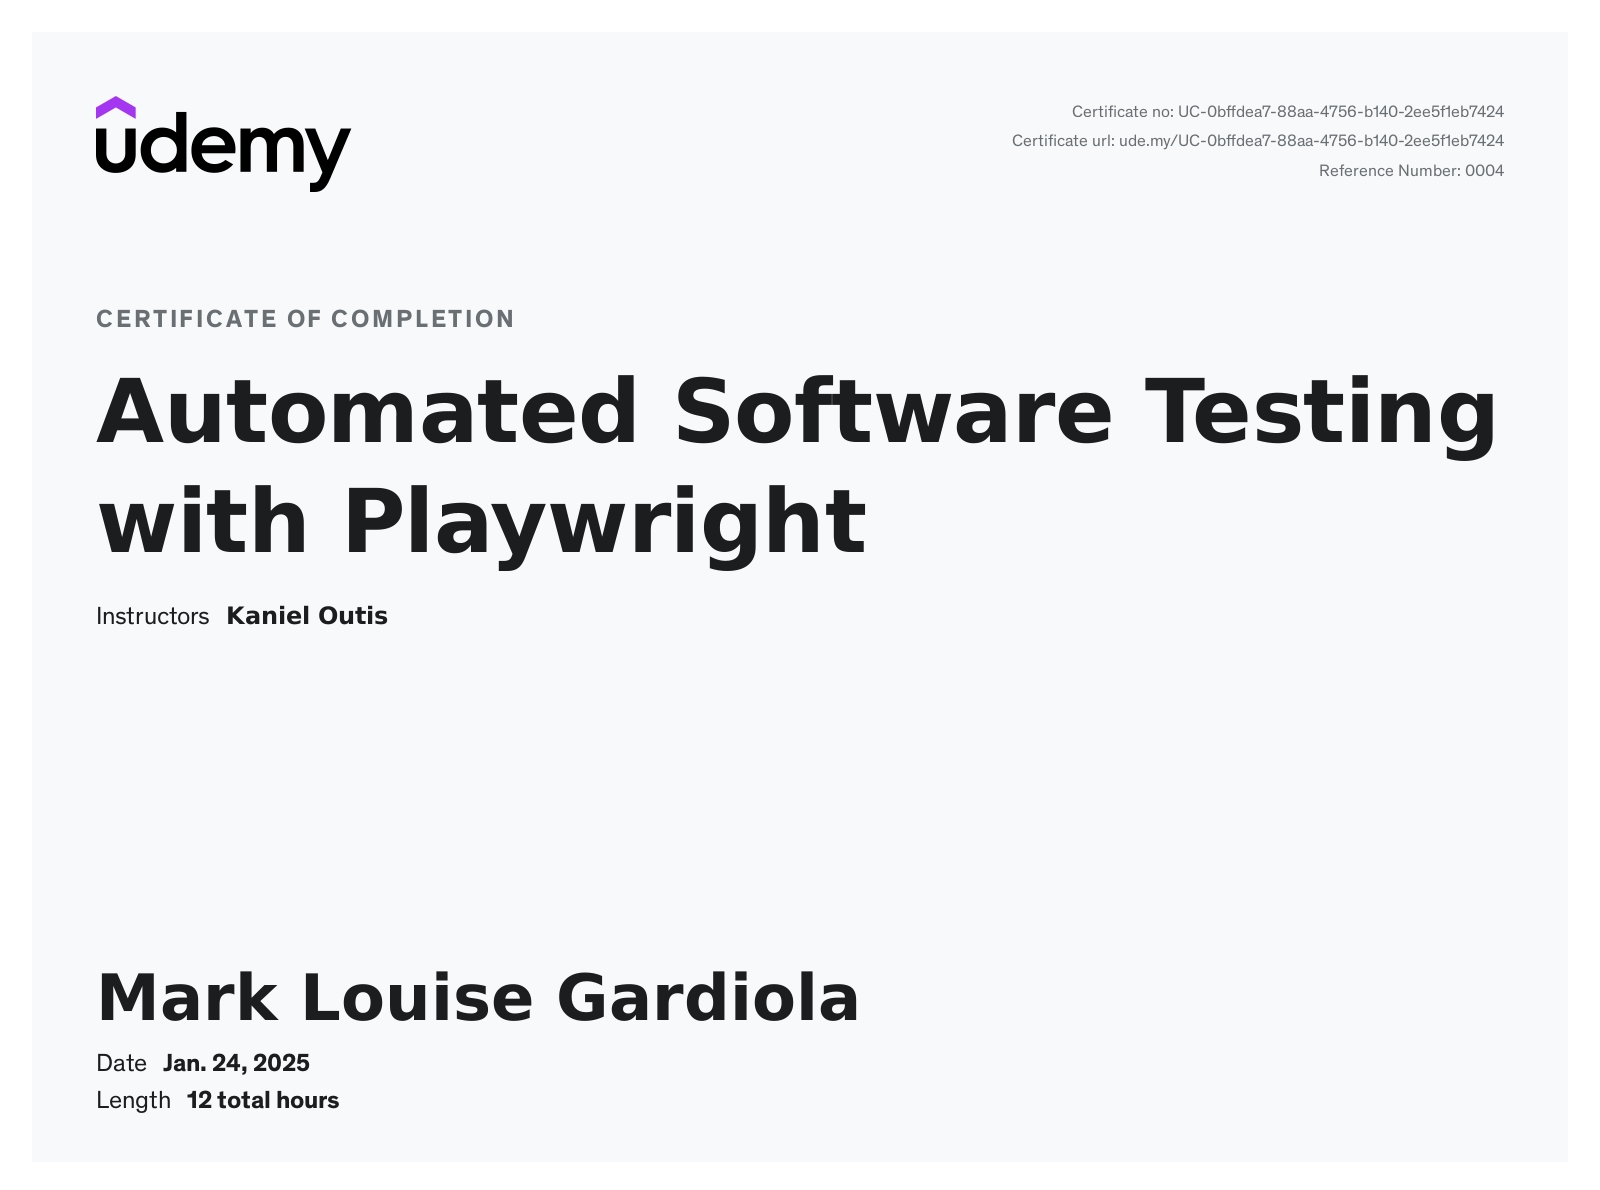 udemy
Certificate no: UC-0bffdea7-88aa-4756-b140-2ee5f1eb7424
Certificate url: ude.my/UC-0bffdea7-88aa-4756-b140-2ee5f1eb7424
Reference Number: 0004
CERTIFICATE OF COMPLETION
Automated Software Testing
with Playwright
Instructors Kaniel Outis
Mark Louise Gardiola
Date Jan. 24, 2025
Length 12 total hours